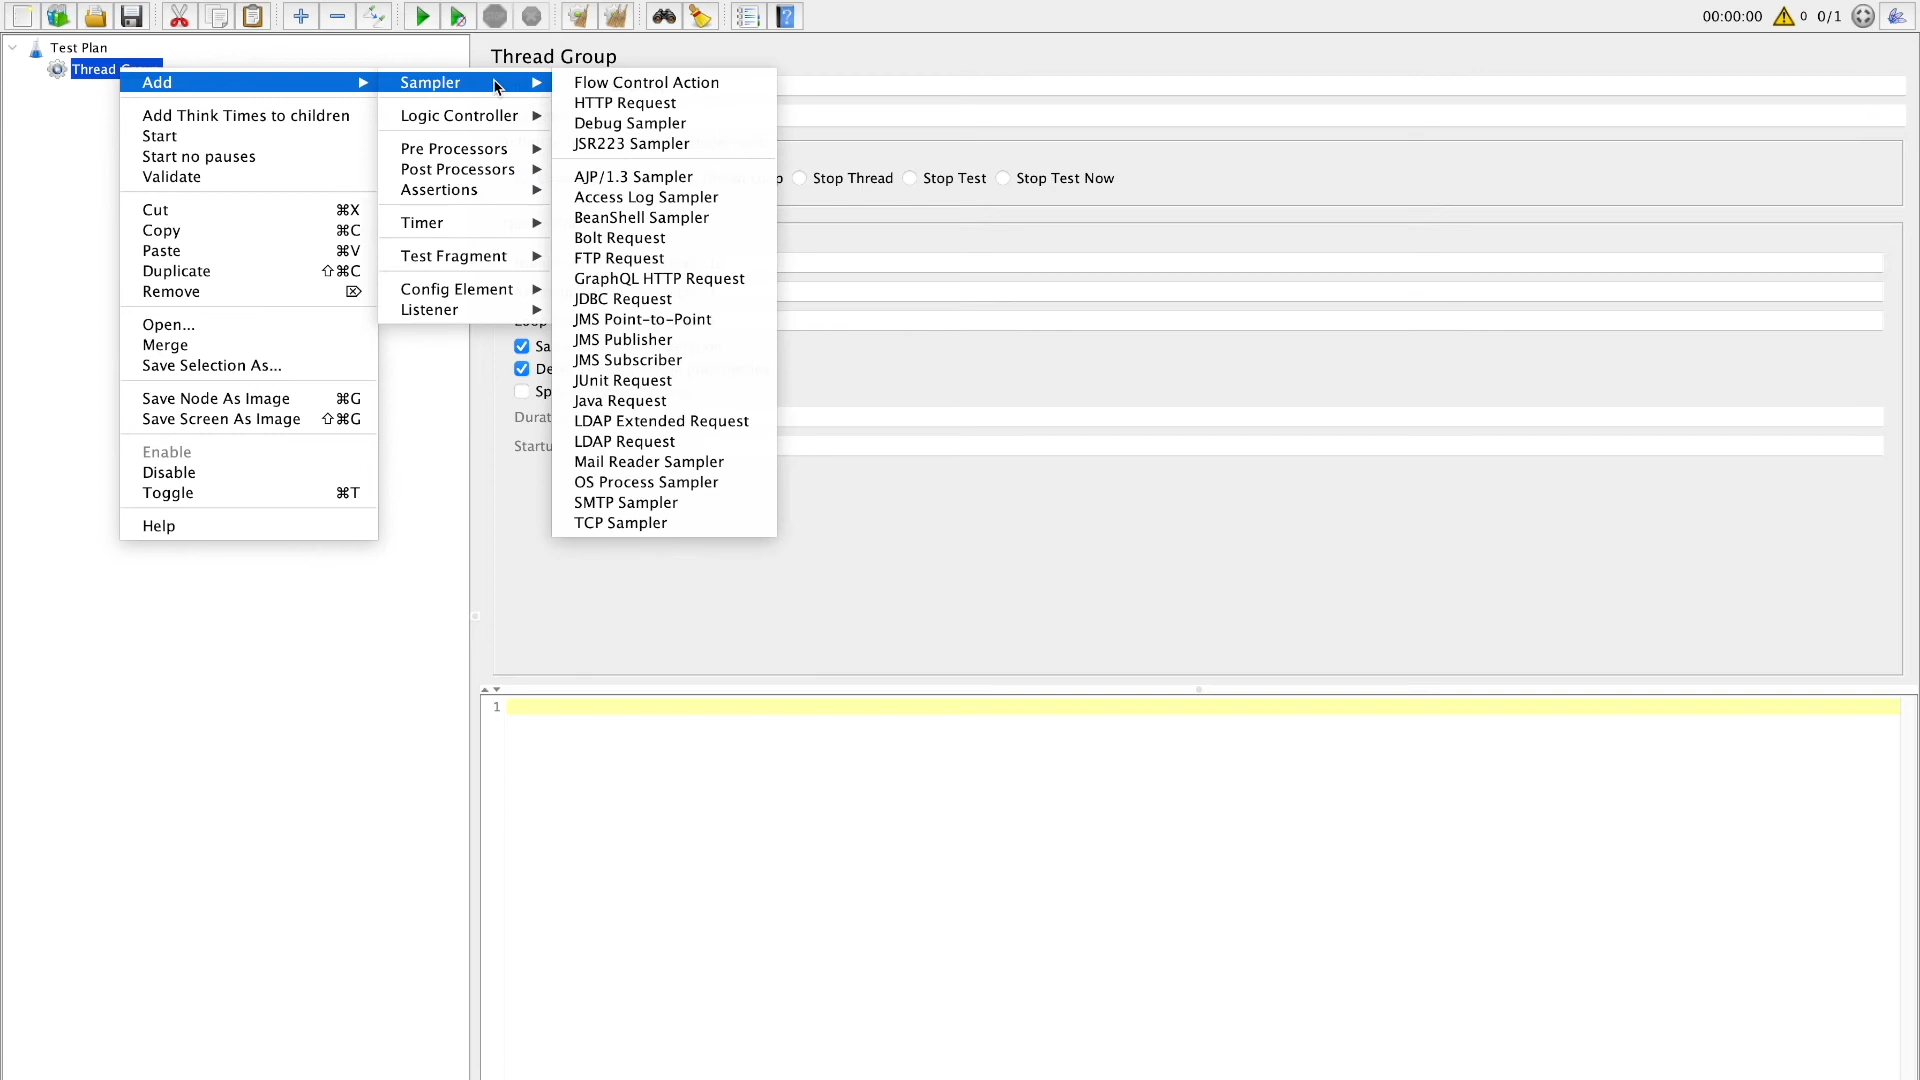 00:00:00 0 0/1
Test Plan
Thread
Thread Group
Add
Add Think Times to children
Start
Start no pauses
Validate
Cut ⌘X
Copy ⌘C
Paste ⌘V
Duplicate ⇧⌘C
Remove ⌦
Open...
Merge
Save Selection As...
Save Node As Image ⌘G
Save Screen As Image ⇧⌘G
Enable
Disable
Toggle ⌘T
Help
Sampler
Logic Controller
Pre Processors
Post Processors
Assertions
Timer
Test Fragment
Config Element
Listener
Flow Control Action
HTTP Request
Debug Sampler
JSR223 Sampler
AJP/1.3 Sampler
Access Log Sampler
BeanShell Sampler
Bolt Request
FTP Request
GraphQL HTTP Request
JDBC Request
JMS Point-to-Point
JMS Publisher
JMS Subscriber
JUnit Request
Java Request
LDAP Extended Request
LDAP Request
Mail Reader Sampler
OS Process Sampler
SMTP Sampler
TCP Sampler
Stop Thread Stop Test Stop Test Now
Sa
De
Sp
Durat
Startu
1